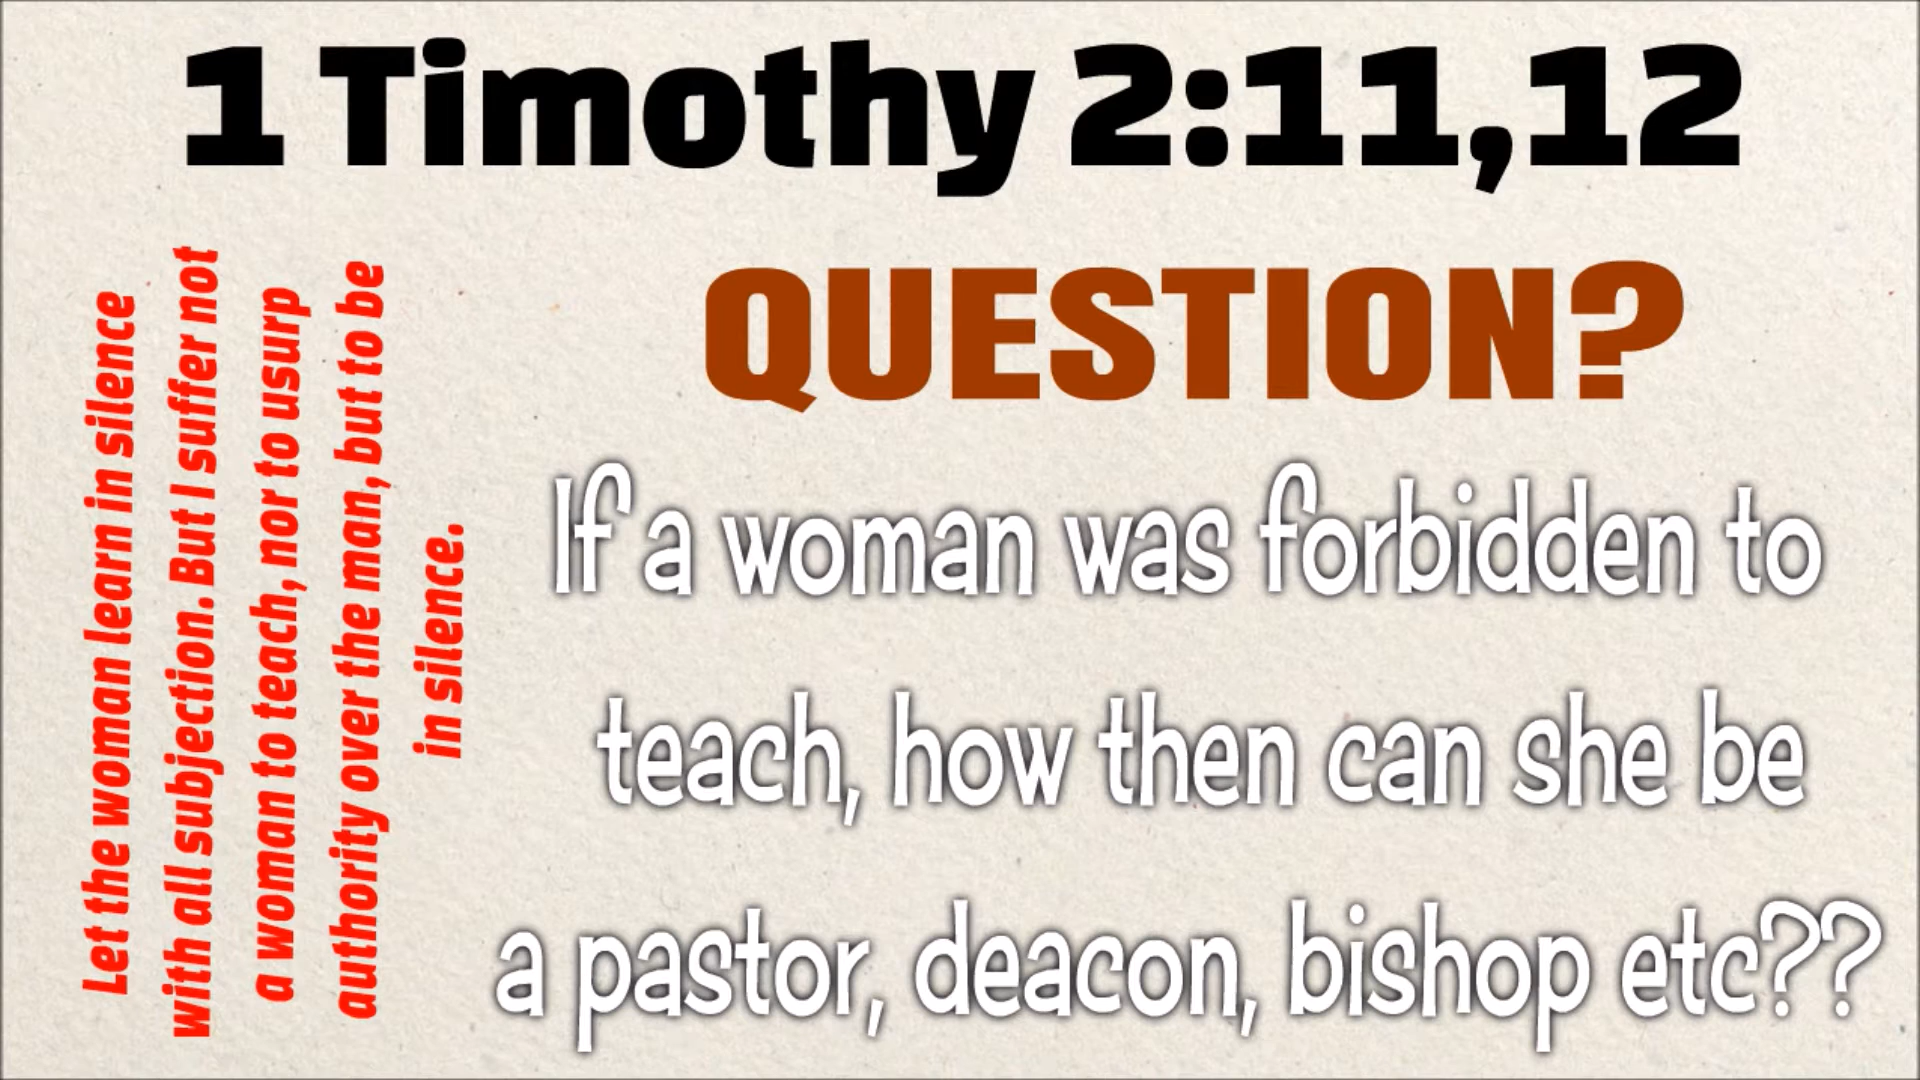 1 Timothy 2:11,12
Let the woman learn in silence
with all subjection. But I suffer not
a woman to teach, nor to usurp
authority over the man, but to be
in silence.
QUESTION?
If a woman was forbidden to
teach, how then can she be
a pastor, deacon, bishop etc??